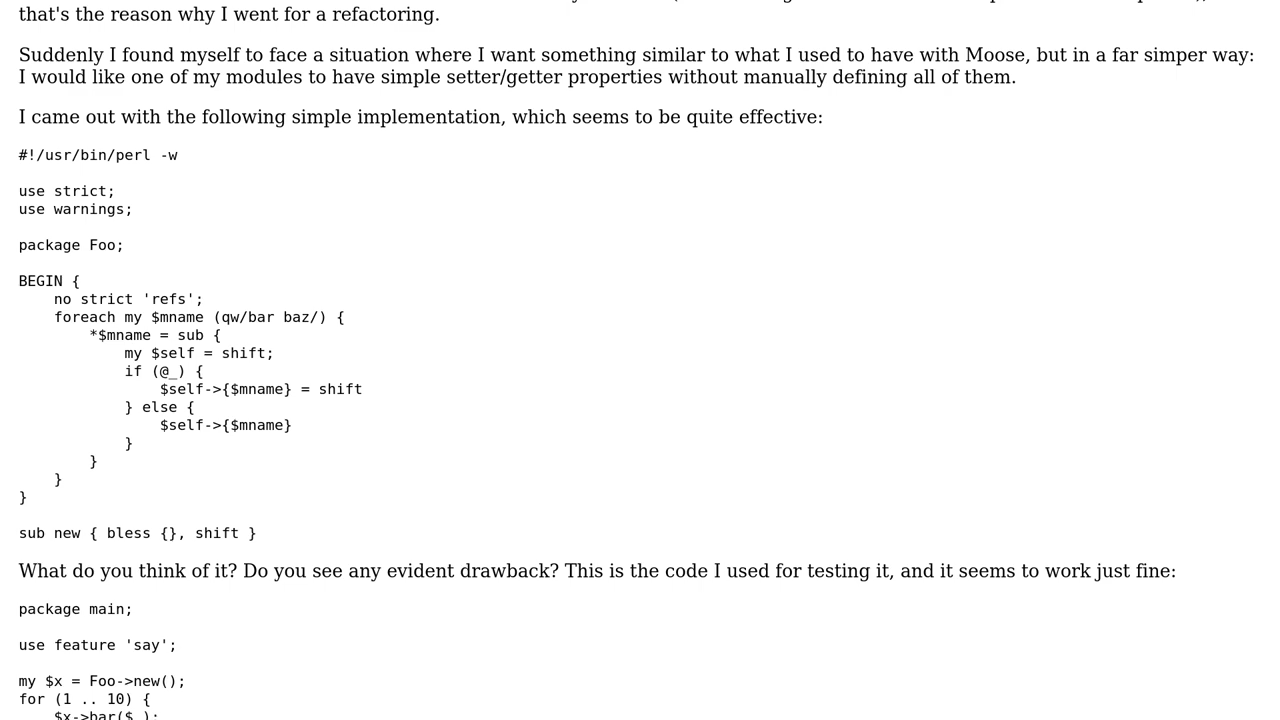 that's the reason why I went for a refactoring.
Suddenly I found myself to face a situation where I want something similar to what I used to have with Moose, but in a far simper way:
I would like one of my modules to have simple setter/getter properties without manually defining all of them.
I came out with the following simple implementation, which seems to be quite effective:
#!/usr/bin/perl -w
use strict;
use warnings;
package Foo;
BEGIN {
    no strict 'refs';
    foreach my $mname (qw/bar baz/) {
        *$mname = sub {
            my $self = shift;
            if (@_) {
                $self->{$mname} = shift
            } else {
                $self->{$mname}
            }
        }
    }
}
sub new { bless {}, shift }
What do you think of it? Do you see any evident drawback? This is the code I used for testing it, and it seems to work just fine:
package main;
use feature 'say';
my $x = Foo->new();
for (1 .. 10) {
    $x->bar($_);